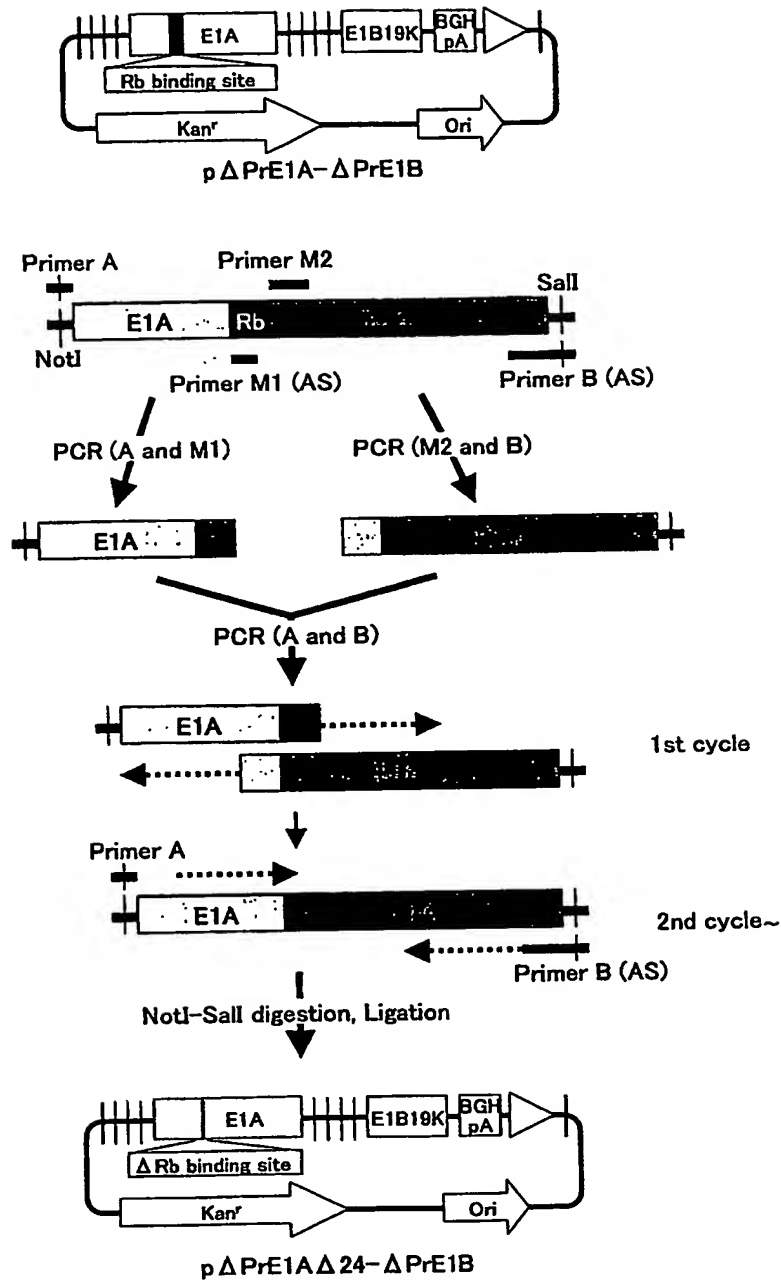 E1A
E1B19K
BGH
pA
Rb binding site
Kanʳ
Ori
pΔPrE1A-ΔPrE1B
Primer A
Primer M2
SalI
E1A
Rb
NotI
Primer M1 (AS)
Primer B (AS)
PCR (A and M1)
PCR (M2 and B)
E1A
PCR (A and B)
E1A
1st cycle
Primer A
E1A
2nd cycle~
Primer B (AS)
NotI-SalI digestion, Ligation
E1A
E1B19K
BGH
pA
ΔRb binding site
Kanʳ
Ori
pΔPrE1AΔ24-ΔPrE1B